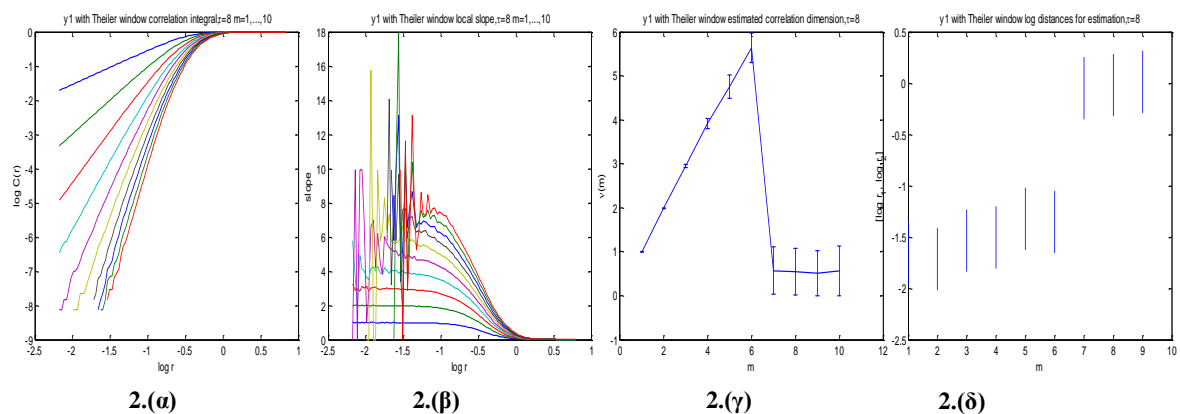 y1 with Theiler window correlation integral,τ=8 m=1,...,10
0
-1
-2
-3
-4
-5
-6
-7
-8
-9
log C(r)
-2.5 -2 -1.5 -1 -0.5 0 0.5 1
log r
2.(α)
y1 with Theiler window local slope,τ=8 m=1,...,10
18
16
14
12
10
8
6
4
2
0
slope
-2.5 -2 -1.5 -1 -0.5 0 0.5 1
log r
2.(β)
y1 with Theiler window estimated correlation dimension,τ=8
6
5
4
3
2
1
0
-1
ν(m)
0 2 4 6 8 10 12
m
2.(γ)
y1 with Theiler window log distances for estimation,τ=8
0.5
0
-0.5
-1
-1.5
-2
-2.5
[log r1, log r2]
1 2 3 4 5 6 7 8 9 10
m
2.(δ)